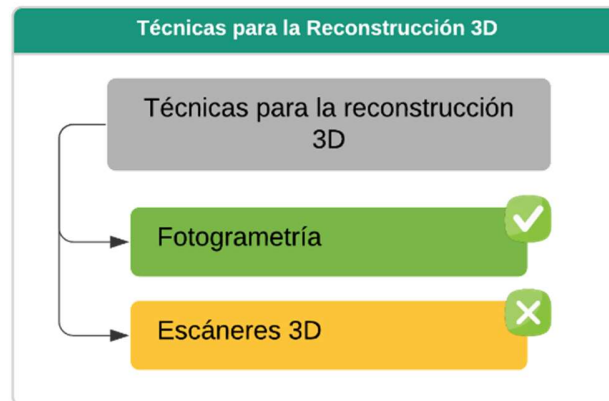 Técnicas para la Reconstrucción 3D
Técnicas para la reconstrucción
3D
Fotogrametría
Escáneres 3D